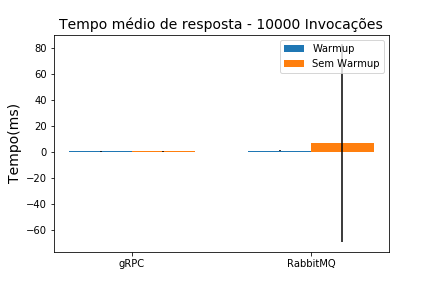 Tempo médio de resposta - 10000 Invocações
Warmup
Sem Warmup
Tempo(ms)
80
60
40
20
0
−20
−40
−60
gRPC
RabbitMQ